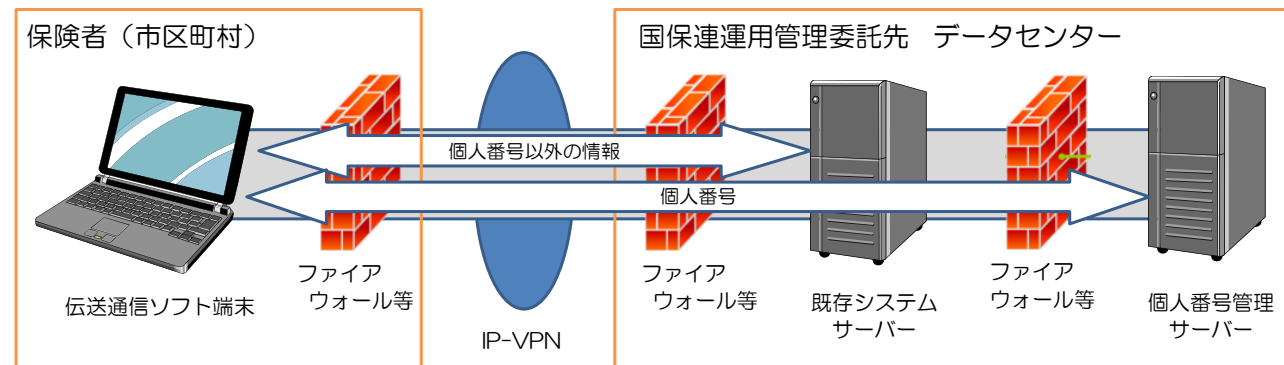 保険者（市区町村）
国保連運用管理委託先　データセンター
個人番号以外の情報
個人番号
伝送通信ソフト端末
ファイア
ウォール等
IP-VPN
ファイア
ウォール等
既存システム
サーバー
ファイア
ウォール等
個人番号管理
サーバー